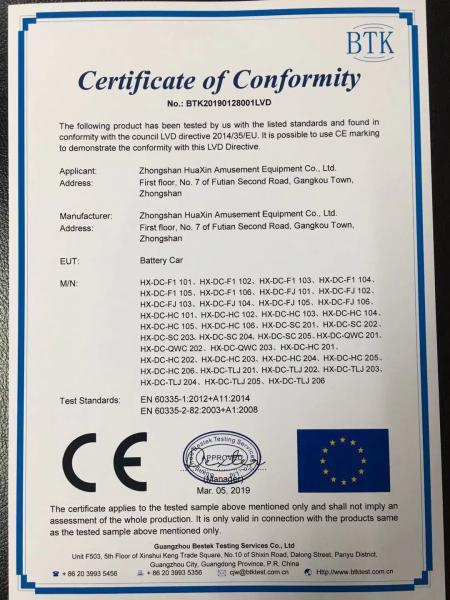 BTK
Certificate of Conformity
No.: BTK20190128001LVD
The following product has been tested by us with the listed standards and found in
conformity with the council LVD directive 2014/35/EU. It is possible to use CE marking
to demonstrate the conformity with this LVD Directive.
Applicant: Zhongshan HuaXin Amusement Equipment Co., Ltd.
Address: First floor, No. 7 of Futian Second Road, Gangkou Town,
Zhongshan
Manufacturer: Zhongshan HuaXin Amusement Equipment Co., Ltd.
Address: First floor, No. 7 of Futian Second Road, Gangkou Town,
Zhongshan
EUT: Battery Car
M/N: HX-DC-F1 101、HX-DC-F1 102、HX-DC-F1 103、HX-DC-F1 104、
HX-DC-F1 105、HX-DC-F1 106、HX-DC-FJ 101、HX-DC-FJ 102、
HX-DC-FJ 103、HX-DC-FJ 104、HX-DC-FJ 105、HX-DC-FJ 106、
HX-DC-HC 101、HX-DC-HC 102、HX-DC-HC 103、HX-DC-HC 104、
HX-DC-HC 105、HX-DC-HC 106、HX-DC-SC 201、HX-DC-SC 202、
HX-DC-SC 203、HX-DC-SC 204、HX-DC-SC 205、HX-DC-QWC 201、
HX-DC-QWC 202、HX-DC-QWC 203、HX-DC-HC 201、
HX-DC-HC 202、HX-DC-HC 203、HX-DC-HC 204、HX-DC-HC 205、
HX-DC-HC 206、HX-DC-TLJ 201、HX-DC-TLJ 202、HX-DC-TLJ 203、
HX-DC-TLJ 204、HX-DC-TLJ 205、HX-DC-TLJ 206
Test Standards: EN 60335-1:2012+A11:2014
EN 60335-2-82:2003+A1:2008
CE
Bestek Testing Service
APPROVED
(Manager)
Mar. 05, 2019
The certificate applies to the tested sample above mentioned only and shall not imply an
assessment of the whole production. It is only valid in connection with the products same
as the tested sample above mentioned only.
Guangzhou Bestek Testing Services Co., Ltd
Unit F503, 5th Floor of Xinshui Keng Trade Square, No.10 of Shixin Road, Dalong Street, Panyu District,
Guangzhou City, Guangdong Province, P.R. China
+ 86 20 3993 5456 + 86 20 3993 5356 qw@btktest.com.cn Http://www.btktest.com.cn